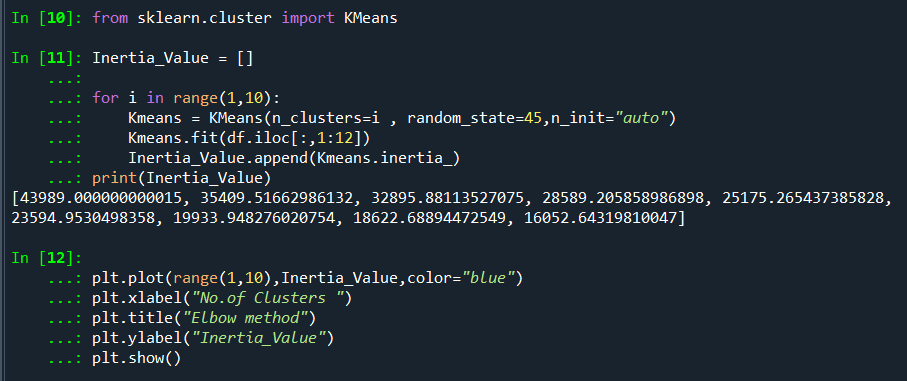 In [10]: from sklearn.cluster import KMeans
In [11]: Inertia_Value = []
...:
...: for i in range(1,10):
...:     Kmeans = KMeans(n_clusters=i , random_state=45,n_init="auto")
...:     Kmeans.fit(df.iloc[:,1:12])
...:     Inertia_Value.append(Kmeans.inertia_)
...: print(Inertia_Value)
[43989.000000000015, 35409.51662986132, 32895.88113527075, 28589.205858986898, 25175.265437385828,
23594.9530498358, 19933.948276020754, 18622.68894472549, 16052.64319810047]
In [12]:
...: plt.plot(range(1,10),Inertia_Value,color="blue")
...: plt.xlabel("No.of Clusters ")
...: plt.title("Elbow method")
...: plt.ylabel("Inertia_Value")
...: plt.show()